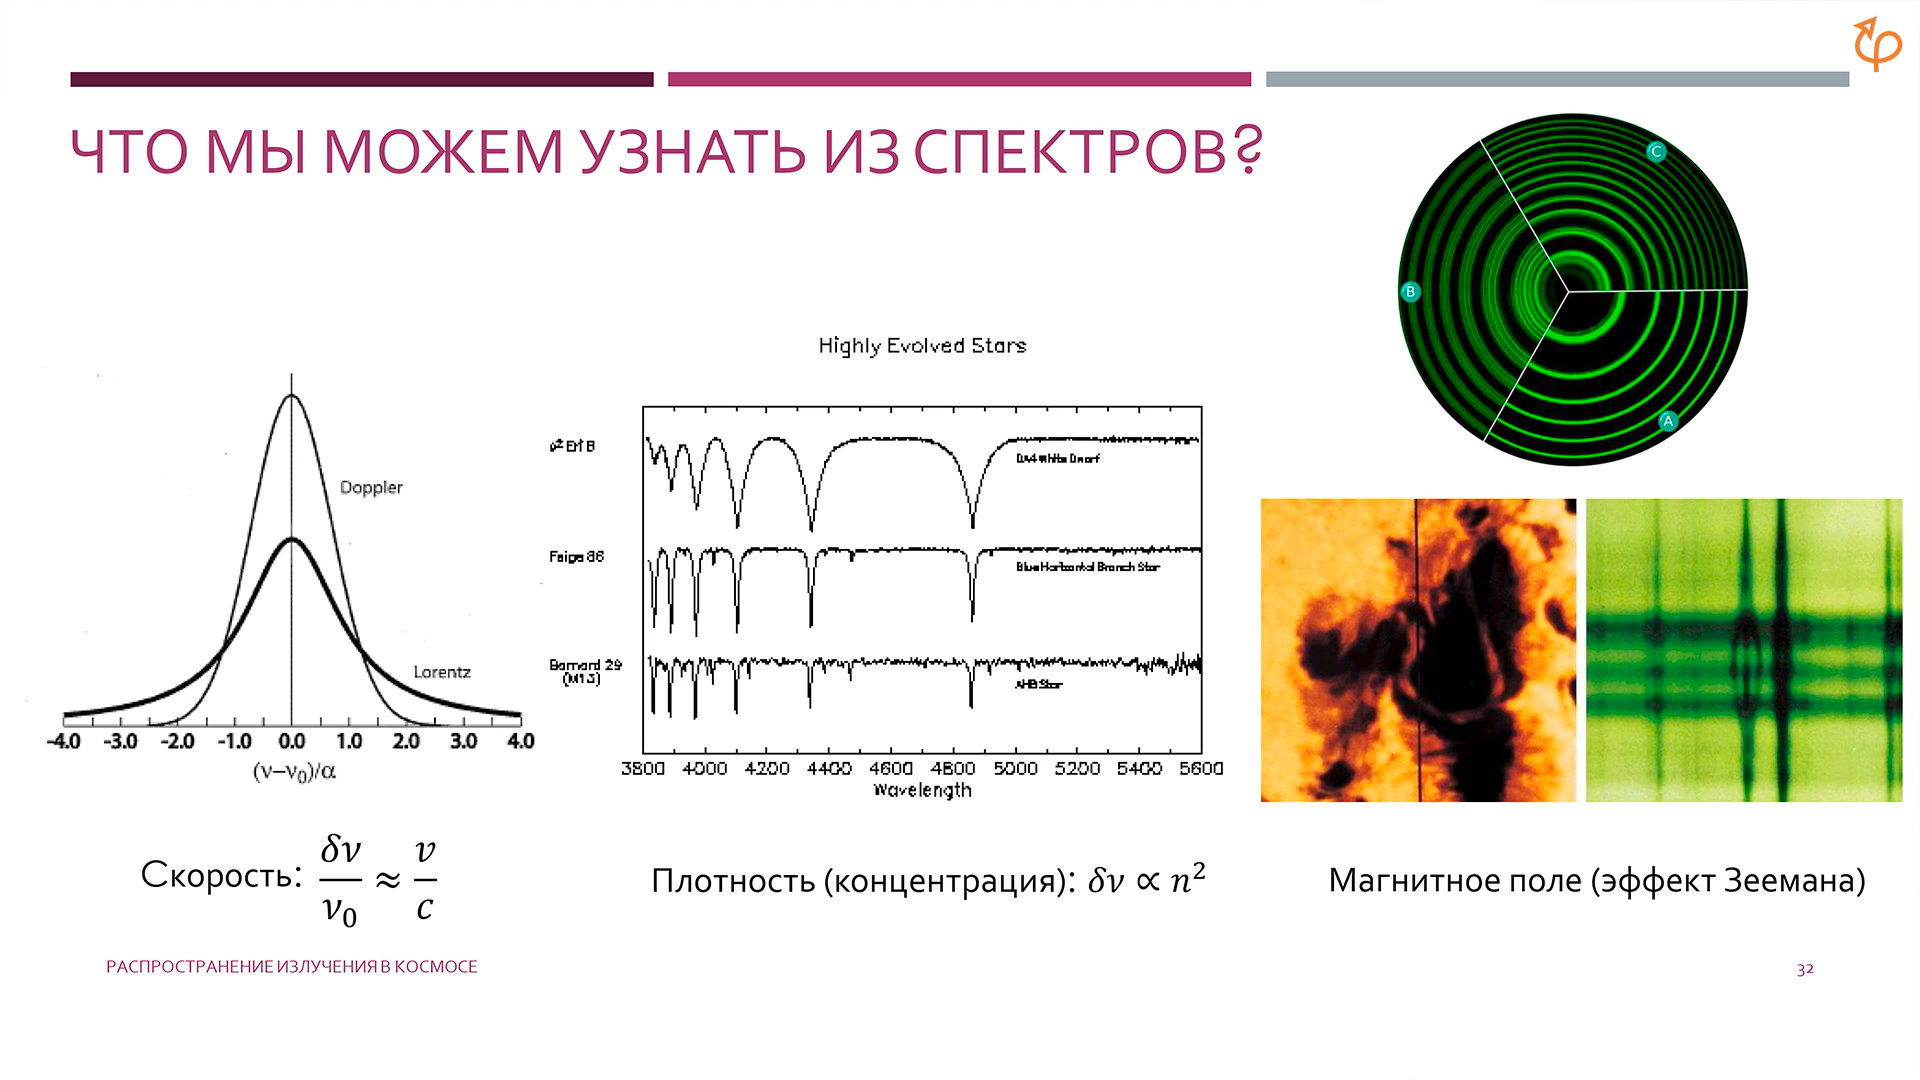 ЧТО МЫ МОЖЕМ УЗНАТЬ ИЗ СПЕКТРОВ?
C
B
A
Doppler
Lorentz
-4.0 -3.0 -2.0 -1.0 0.0 1.0 2.0 3.0 4.0
(ν–ν₀)/α
Highly Evolved Stars
DA4 White Dwarf
Feige 86
Blue Horizontal Branch Star
Barnard 29
(M13)
AHB Star
3800 4000 4200 4400 4600 4800 5000 5200 5400 5600
Wavelength
Скорость: δν/ν₀ ≈ v/c
Плотность (концентрация): δν ∝ n²
Магнитное поле (эффект Зеемана)
РАСПРОСТРАНЕНИЕ ИЗЛУЧЕНИЯ В КОСМОСЕ
32